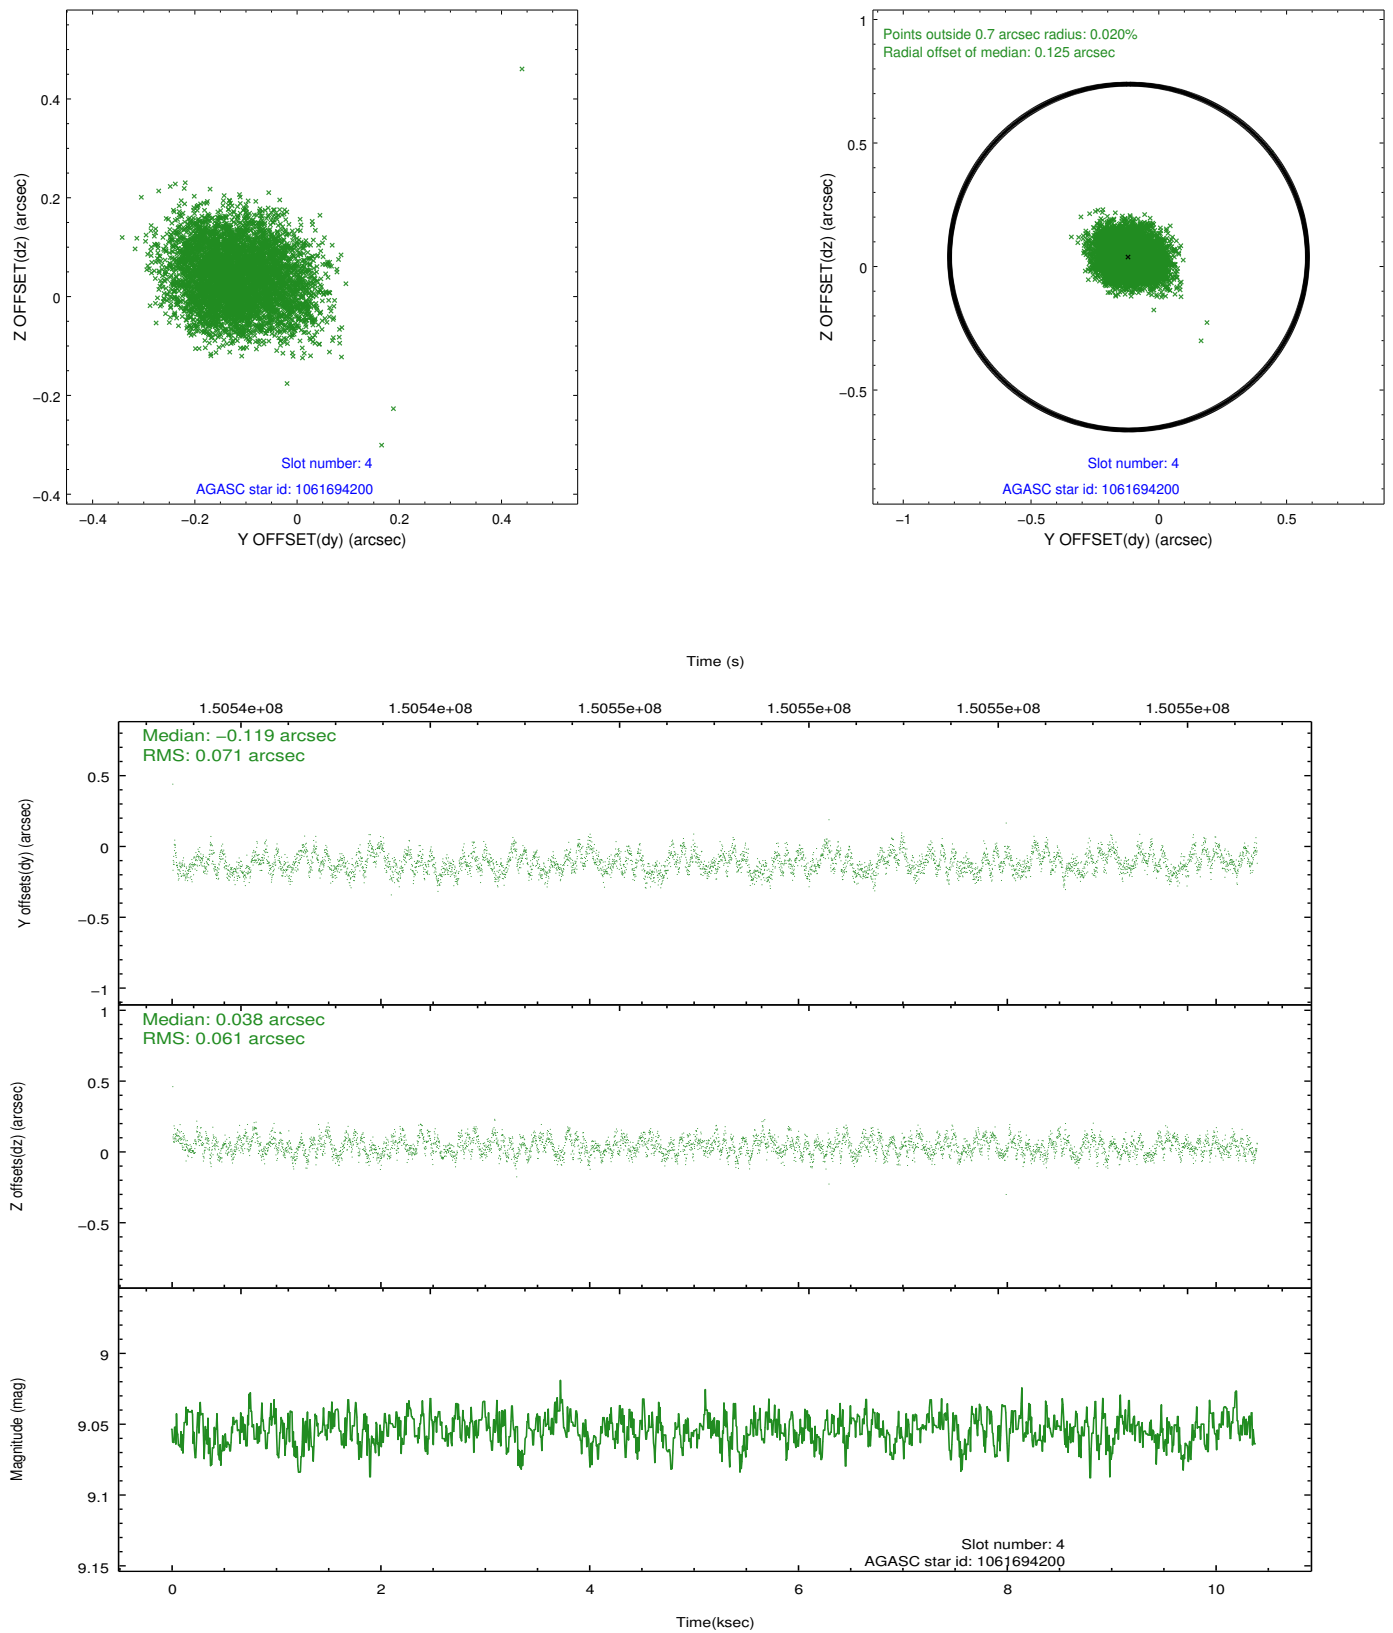 0.4
0.2
0
−0.2
−0.4
Z OFFSET(dz) (arcsec)
Slot number: 4
AGASC star id: 1061694200
−0.4 −0.2 0 0.2 0.4
Y OFFSET(dy) (arcsec)
Points outside 0.7 arcsec radius: 0.020%
Radial offset of median: 0.125 arcsec
1
0.5
0
−0.5
Z OFFSET(dz) (arcsec)
Slot number: 4
AGASC star id: 1061694200
−1 −0.5 0 0.5
Y OFFSET(dy) (arcsec)
Time (s)
1.5054e+08 1.5054e+08 1.5055e+08 1.5055e+08 1.5055e+08 1.5055e+08
Median: −0.119 arcsec
RMS: 0.071 arcsec
0.5
0
−0.5
−1
Y offsets(dy) (arcsec)
Median: 0.038 arcsec
RMS: 0.061 arcsec
1
0.5
0
−0.5
Z offsets(dz) (arcsec)
9
9.05
9.1
9.15
Magnitude (mag)
Slot number: 4
AGASC star id: 1061694200
0 2 4 6 8 10
Time(ksec)